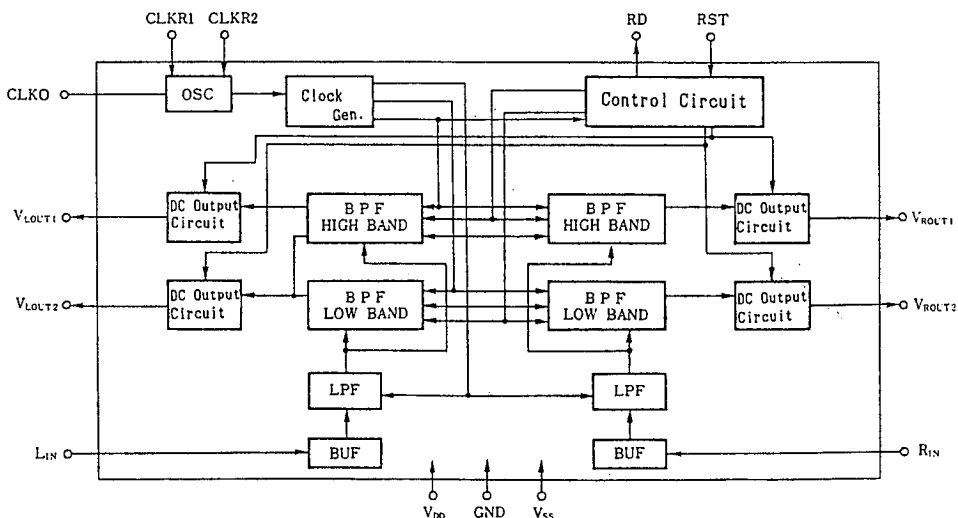 CLKR1 CLKR2 RD RST
CLKO
OSC
Clock
Gen.
Control Circuit
VLOUT1
DC Output
Circuit
BPF
HIGH BAND
BPF
HIGH BAND
DC Output
Circuit
VROUT1
VLOUT2
DC Output
Circuit
BPF
LOW BAND
BPF
LOW BAND
DC Output
Circuit
VROUT2
LPF
LPF
LIN
BUF
BUF
RIN
VDD GND VSS